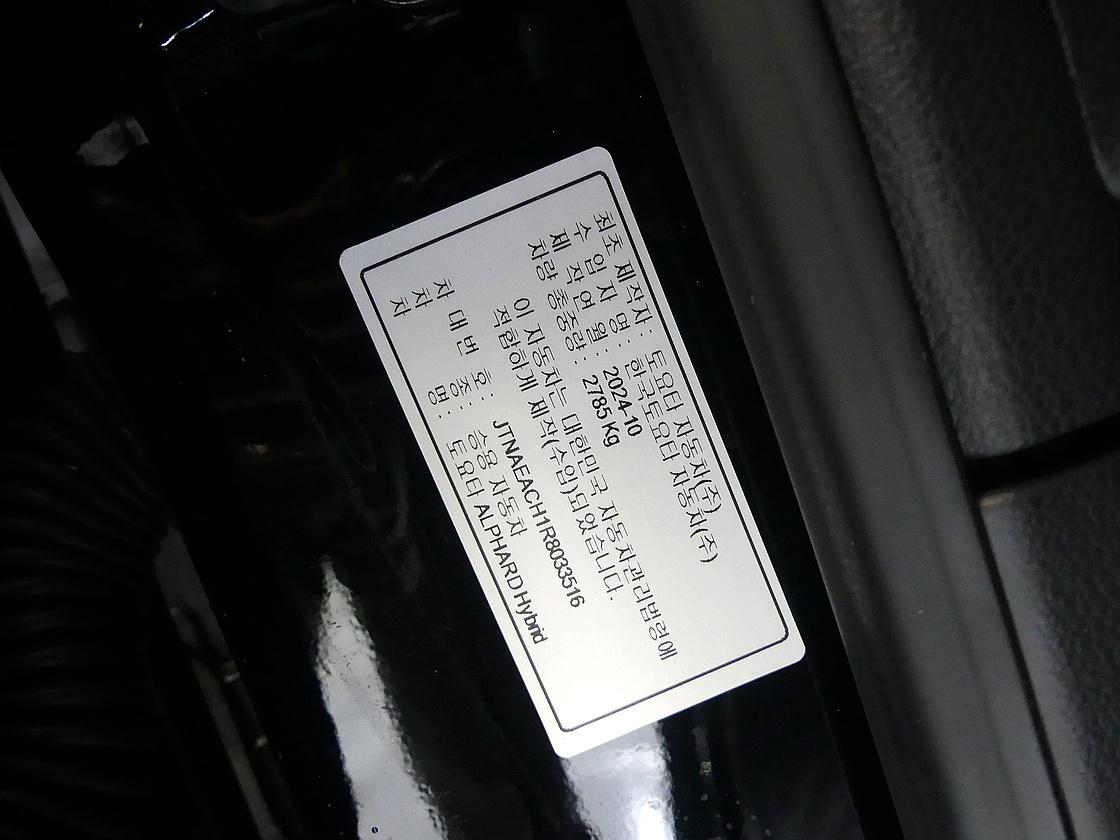 최조 제작자: 토요타 자동차(주)
수 입 자 명: 한국토요타 자동차(주)
제 작 연 월: 2024-10
차량 총중량: 2785 Kg
이 자동차는 대한민국 자동차관리법령에
적합하게 제작(수입)되었습니다.
차 대 번 호: JTNAEACH1R8033516
차 종: 승용 자동차
차 명: 토요타 ALPHARD Hybrid